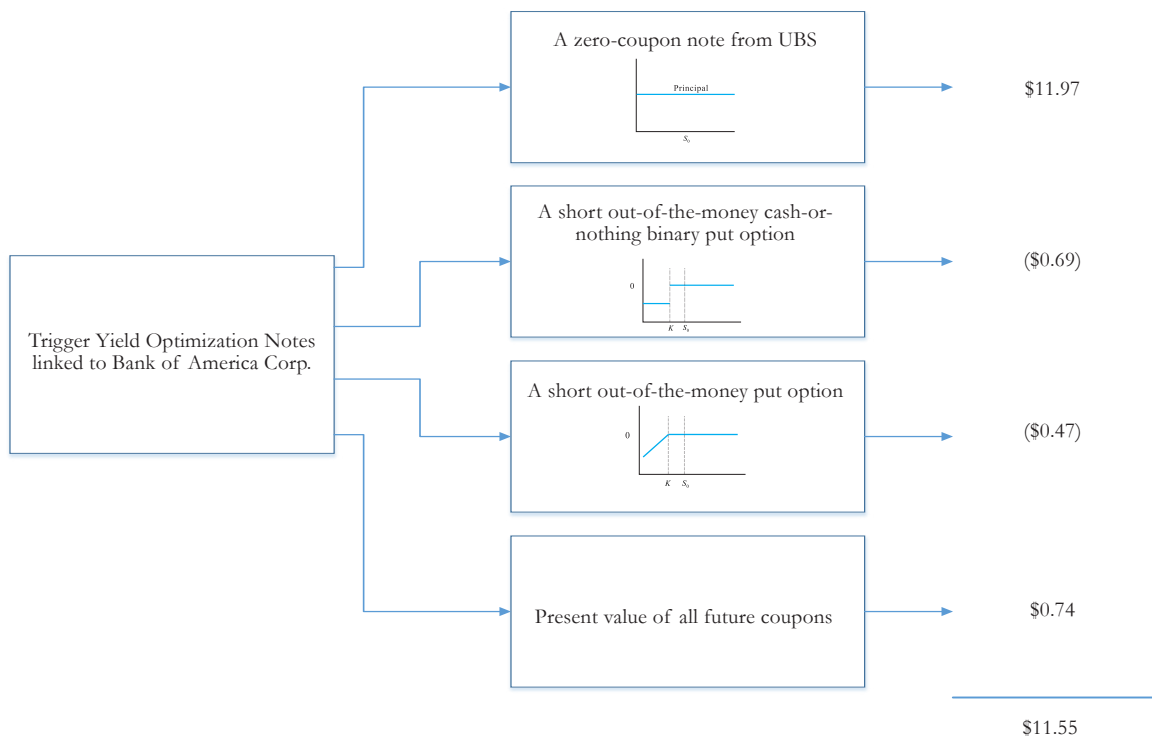 A zero-coupon note from UBS
Principal
S₀
$11.97
A short out-of-the-money cash-or-
nothing binary put option
0
K S₀
($0.69)
Trigger Yield Optimization Notes
linked to Bank of America Corp.
A short out-of-the-money put option
0
K S₀
($0.47)
Present value of all future coupons
$0.74
$11.55